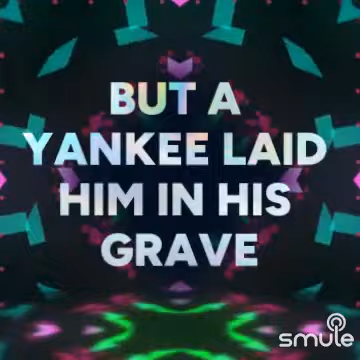 BUT A
YANKEE LAID
HIM IN HIS
GRAVE
smule